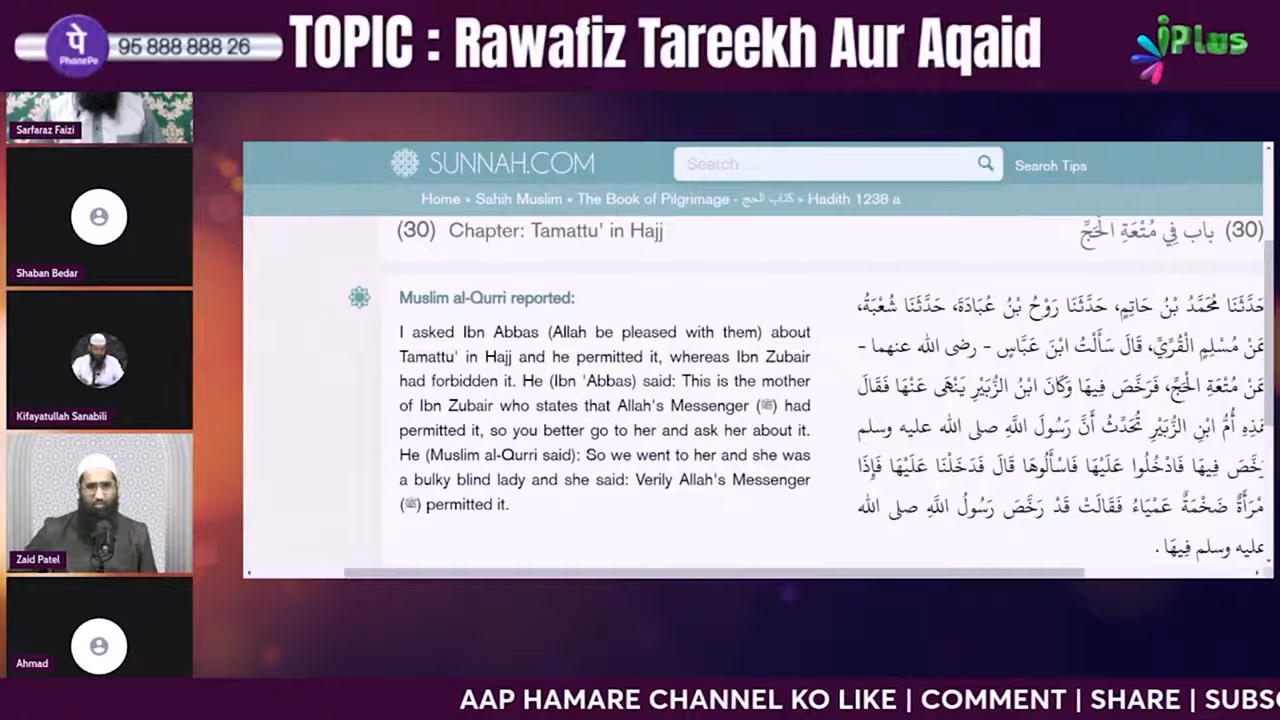 पे
PhonePe
95 888 888 26
TOPIC : Rawafiz Tareekh Aur Aqaid
iPlus
Sarfaraz Faizi
Shaban Bedar
Kifayatullah Sanabili
Zaid Patel
Ahmad
SUNNAH.COM
Search ...
Search Tips
Home » Sahih Muslim » The Book of Pilgrimage - كتاب الحج » Hadith 1238 a
(30) Chapter: Tamattu' in Hajj
(30) باب فِي مُتْعَةِ الْحَجِّ
Muslim al-Qurri reported:
I asked Ibn Abbas (Allah be pleased with them) about
Tamattu' in Hajj and he permitted it, whereas Ibn Zubair
had forbidden it. He (Ibn 'Abbas) said: This is the mother
of Ibn Zubair who states that Allah's Messenger (ﷺ) had
permitted it, so you better go to her and ask her about it.
He (Muslim al-Qurri said): So we went to her and she was
a bulky blind lady and she said: Verily Allah's Messenger
(ﷺ) permitted it.
حَدَّثَنَا مُحَمَّدُ بْنُ حَاتِمٍ، حَدَّثَنَا رَوْحُ بْنُ عُبَادَةَ، حَدَّثَنَا شُعْبَةُ،
عَنْ مُسْلِمٍ الْقُرِّيِّ، قَالَ سَأَلْتُ ابْنَ عَبَّاسٍ - رضى الله عنهما -
عَنْ مُتْعَةِ الْحَجِّ، فَرَخَّصَ فِيهَا وَكَانَ ابْنُ الزُّبَيْرِ يَنْهَى عَنْهَا فَقَالَ
هَذِهِ أُمُّ ابْنِ الزُّبَيْرِ تُحَدِّثُ أَنَّ رَسُولَ اللَّهِ صلى الله عليه وسلم
رَخَّصَ فِيهَا فَادْخُلُوا عَلَيْهَا فَاسْأَلُوهَا قَالَ فَدَخَلْنَا عَلَيْهَا فَإِذَا
امْرَأَةٌ ضَخْمَةٌ عَمْيَاءُ فَقَالَتْ قَدْ رَخَّصَ رَسُولُ اللَّهِ صلى الله
عليه وسلم فِيهَا .
AAP HAMARE CHANNEL KO LIKE | COMMENT | SHARE | SUBS